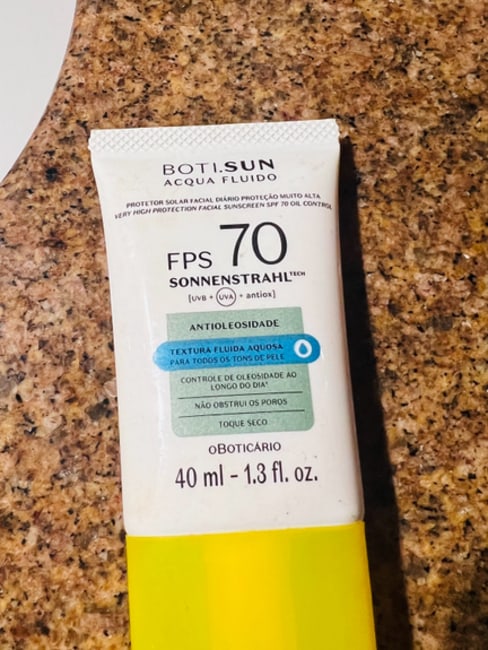 BOTI.SUN
ACQUA FLUIDO
PROTETOR SOLAR FACIAL DIÁRIO PROTEÇÃO MUITO ALTA
VERY HIGH PROTECTION FACIAL SUNSCREEN SPF 70 OIL CONTROL
FPS 70
SONNENSTRAHL TECH
[UVB + UVA + antiox]
ANTIOLEOSIDADE
TEXTURA FLUIDA AQUOSA
PARA TODOS OS TONS DE PELE
CONTROLE DE OLEOSIDADE AO
LONGO DO DIA*
NÃO OBSTRUI OS POROS
TOQUE SECO
OBOTICÁRIO
40 ml - 1.3 fl. oz.